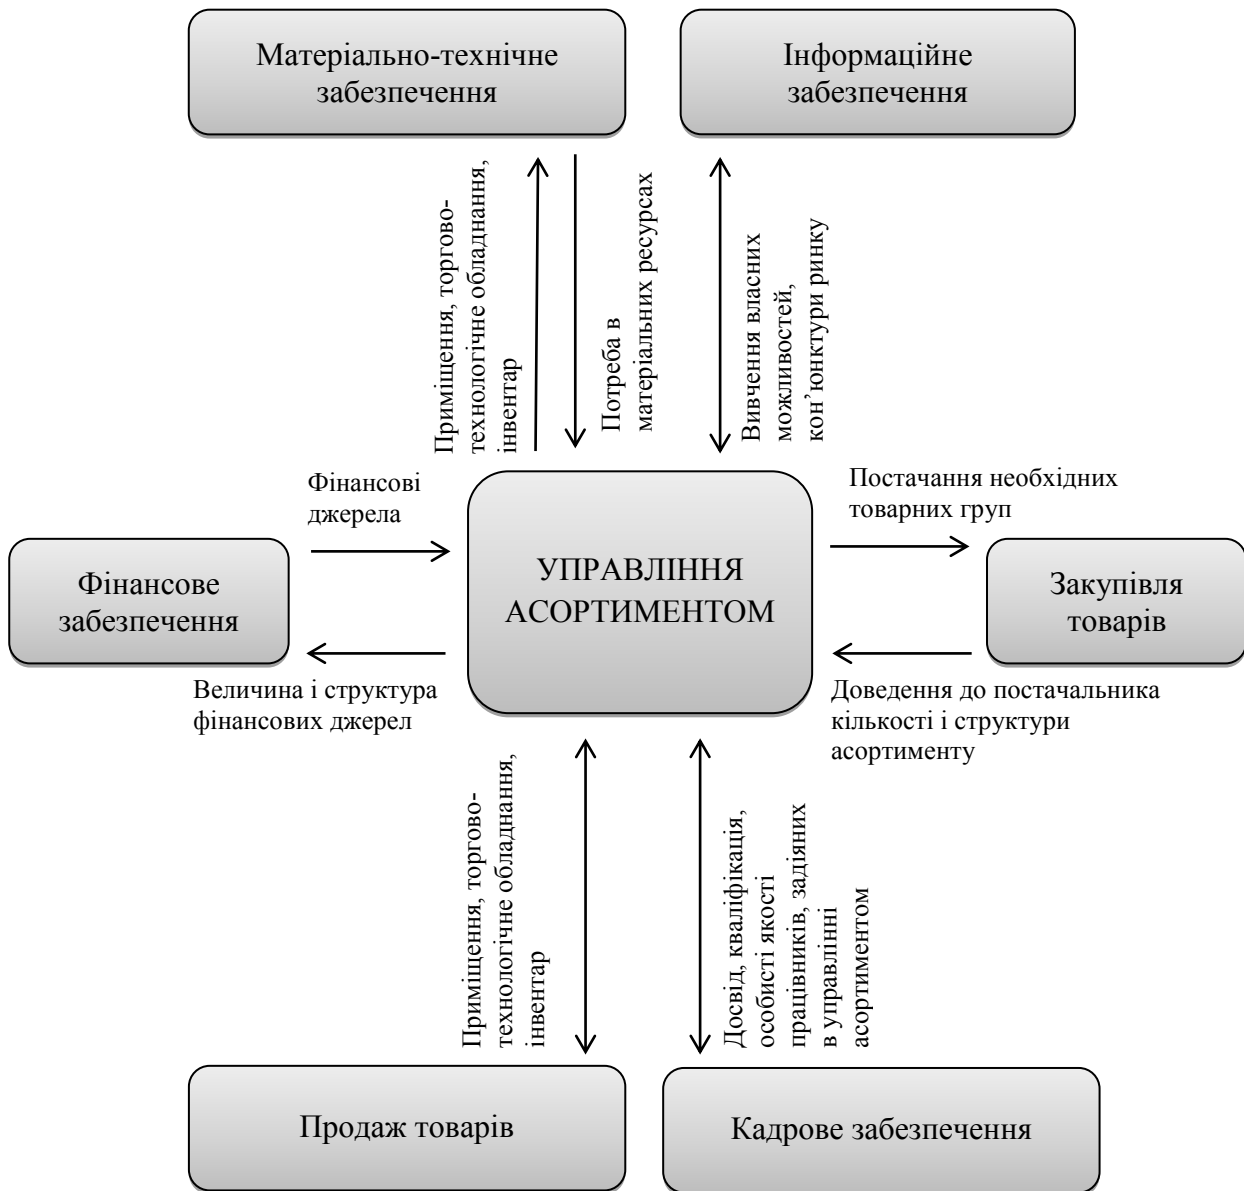 Матеріально-технічне
забезпечення
Інформаційне
забезпечення
Приміщення, торгово-
технологічне обладнання,
інвентар
Потреба в
матеріальних ресурсах
Вивчення власних
можливостей,
кон’юнктури ринку
Фінансові
джерела
Постачання необхідних
товарних груп
Фінансове
забезпечення
УПРАВЛІННЯ
АСОРТИМЕНТОМ
Закупівля
товарів
Величина і структура
фінансових джерел
Доведення до постачальника
кількості і структури
асортименту
Приміщення, торгово-
технологічне обладнання,
інвентар
Досвід, кваліфікація,
особисті якості
працівників, задіяних
в управлінні
асортиментом
Продаж товарів
Кадрове забезпечення